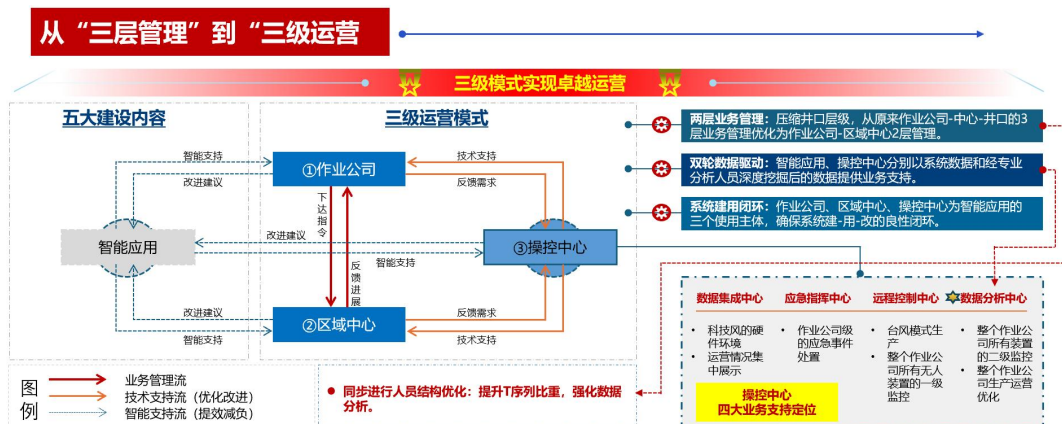 从“三层管理”到“三级运营
三级模式实现卓越运营
五大建设内容
三级运营模式
智能支持
改进建议
智能应用
改进建议
智能支持
改进建议
智能支持
①作业公司
下达指令
反馈进展
②区域中心
技术支持
反馈需求
③操控中心
反馈需求
技术支持
两层业务管理：压缩井口层级，从原来作业公司-中心-井口的3
层业务管理优化为作业公司-区域中心2层管理。
双轮数据驱动：智能应用、操控中心分别以系统数据和经专业
分析人员深度挖掘后的数据提供业务支持。
系统建用闭环：作业公司、区域中心、操控中心为智能应用的
三个使用主体，确保系统建-用-改的良性闭环。
数据集成中心
• 科技风的硬
件环境
• 运营情况集
中展示
应急指挥中心
• 作业公司级
的应急事件
处置
远程控制中心
• 台风模式生
产
• 整个作业公
司所有无人
装置的一级
监控
数据分析中心
• 整个作业公
司所有装置
的二级监控
• 整个作业公
司生产运营
优化
操控中心
四大业务支持定位
图
例
业务管理流
技术支持流（优化改进）
智能支持流（提效减负）
• 同步进行人员结构优化：提升T序列比重，强化数据
分析。